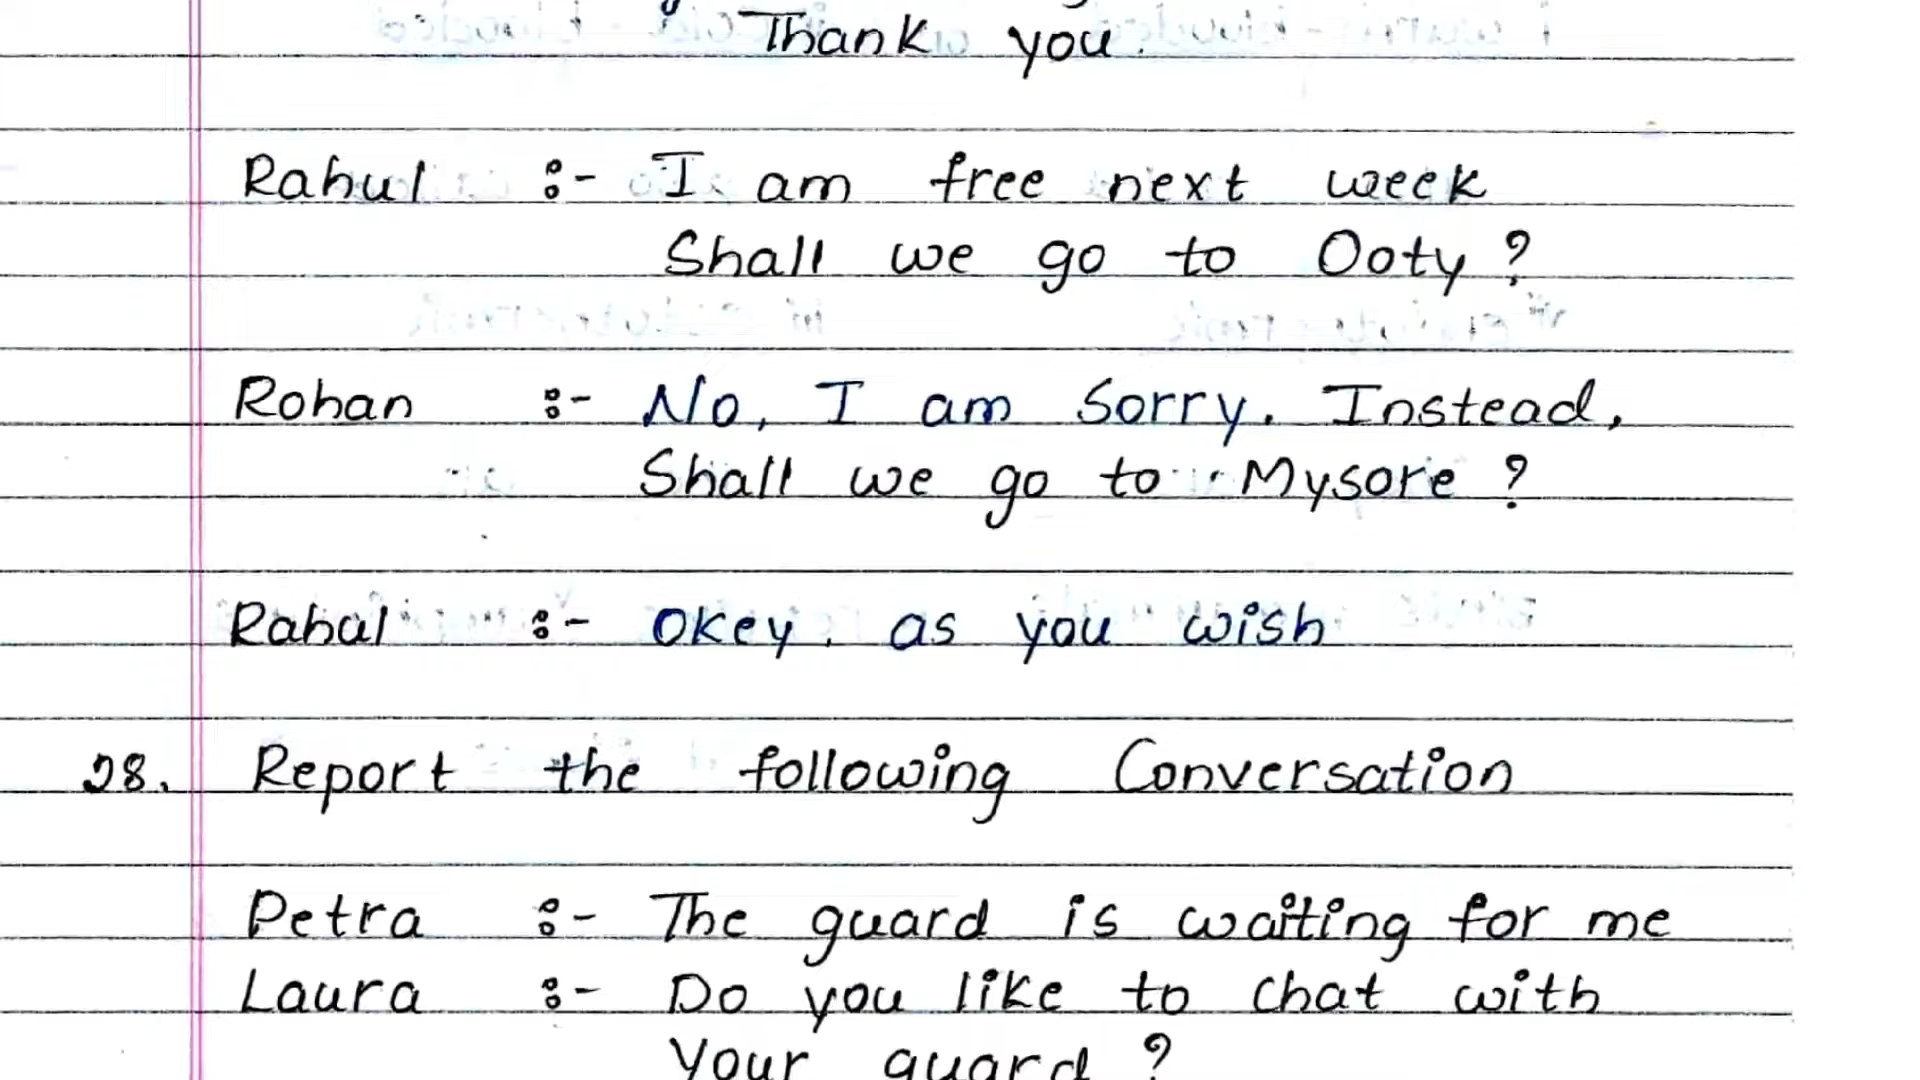 Thank you.
Rahul :- I am free next week
Shall we go to Ooty ?
Rohan :- No, I am Sorry. Instead,
Shall we go to Mysore ?
Rahul :- Okey, as you wish
28. Report the following Conversation
Petra :- The guard is waiting for me
Laura :- Do you like to chat with
Your guard ?